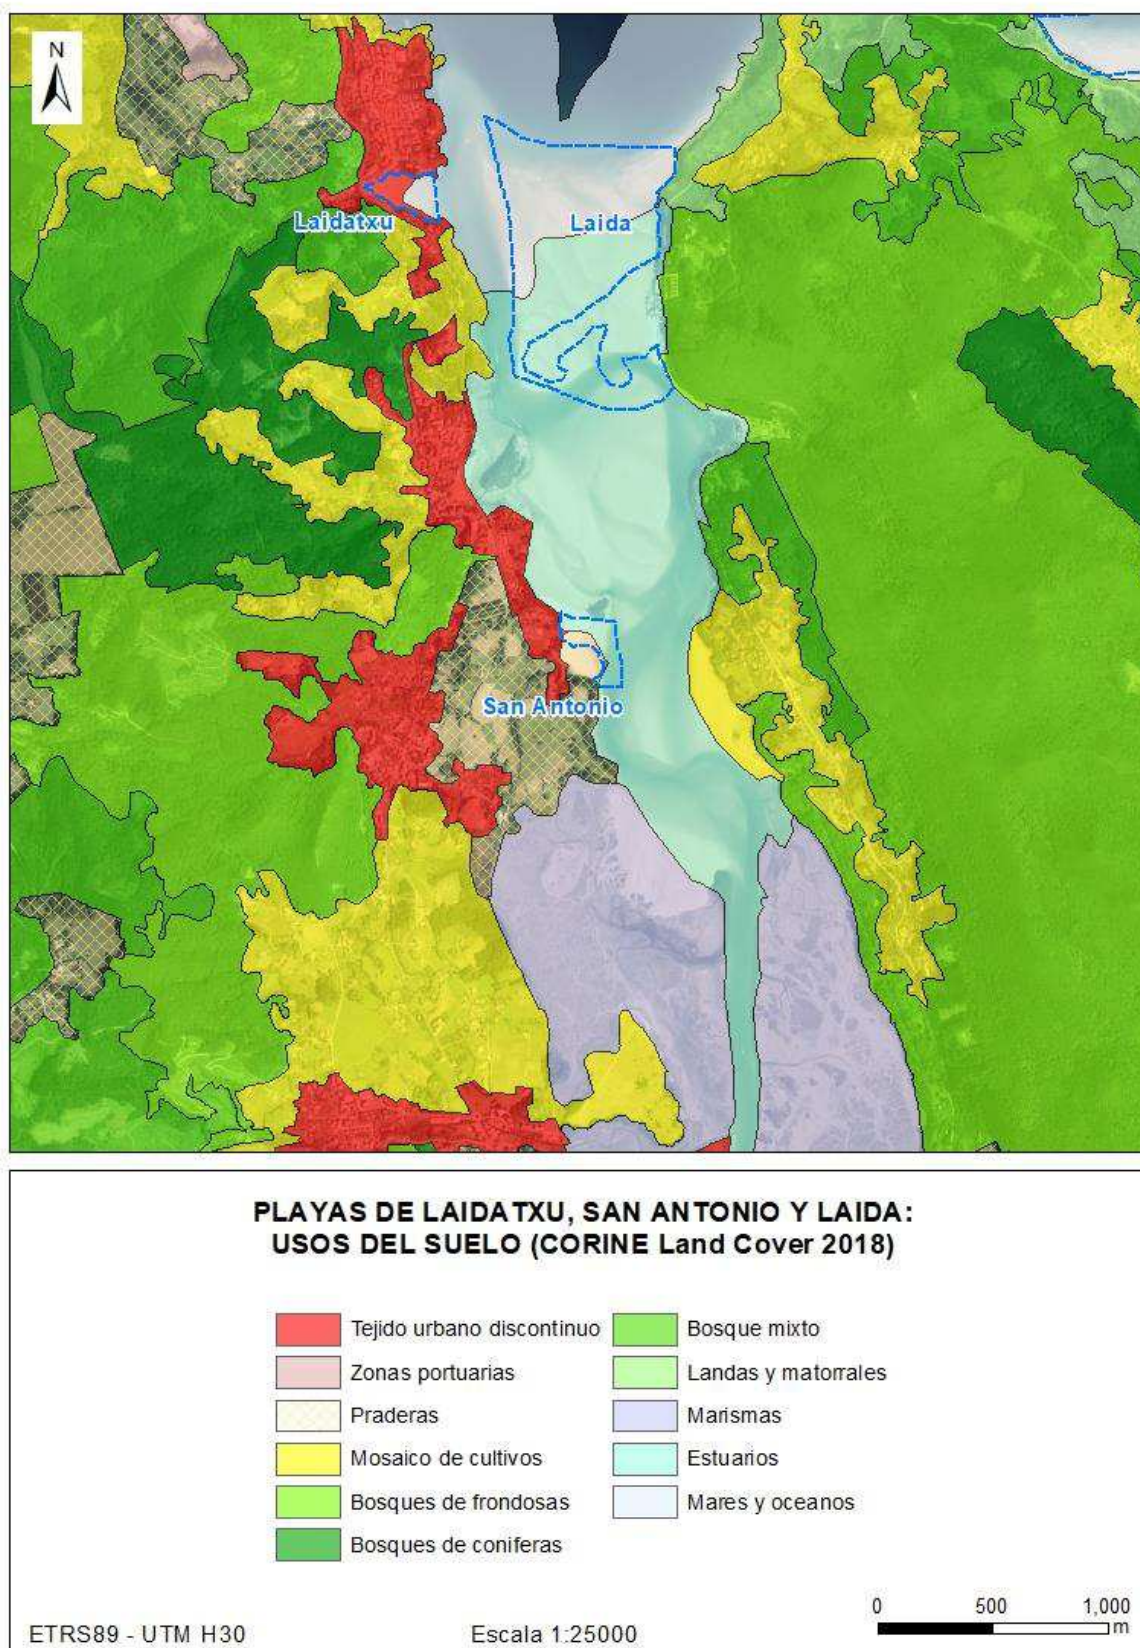 N
Laidatxu
Laida
San Antonio
PLAYAS DE LAIDATXU, SAN ANTONIO Y LAIDA:
USOS DEL SUELO (CORINE Land Cover 2018)
Tejido urbano discontinuo
Zonas portuarias
Praderas
Mosaico de cultivos
Bosques de frondosas
Bosques de coniferas
Bosque mixto
Landas y matorrales
Marismas
Estuarios
Mares y oceanos
ETRS89 - UTM H30
Escala 1:25000
0 500 1,000
m